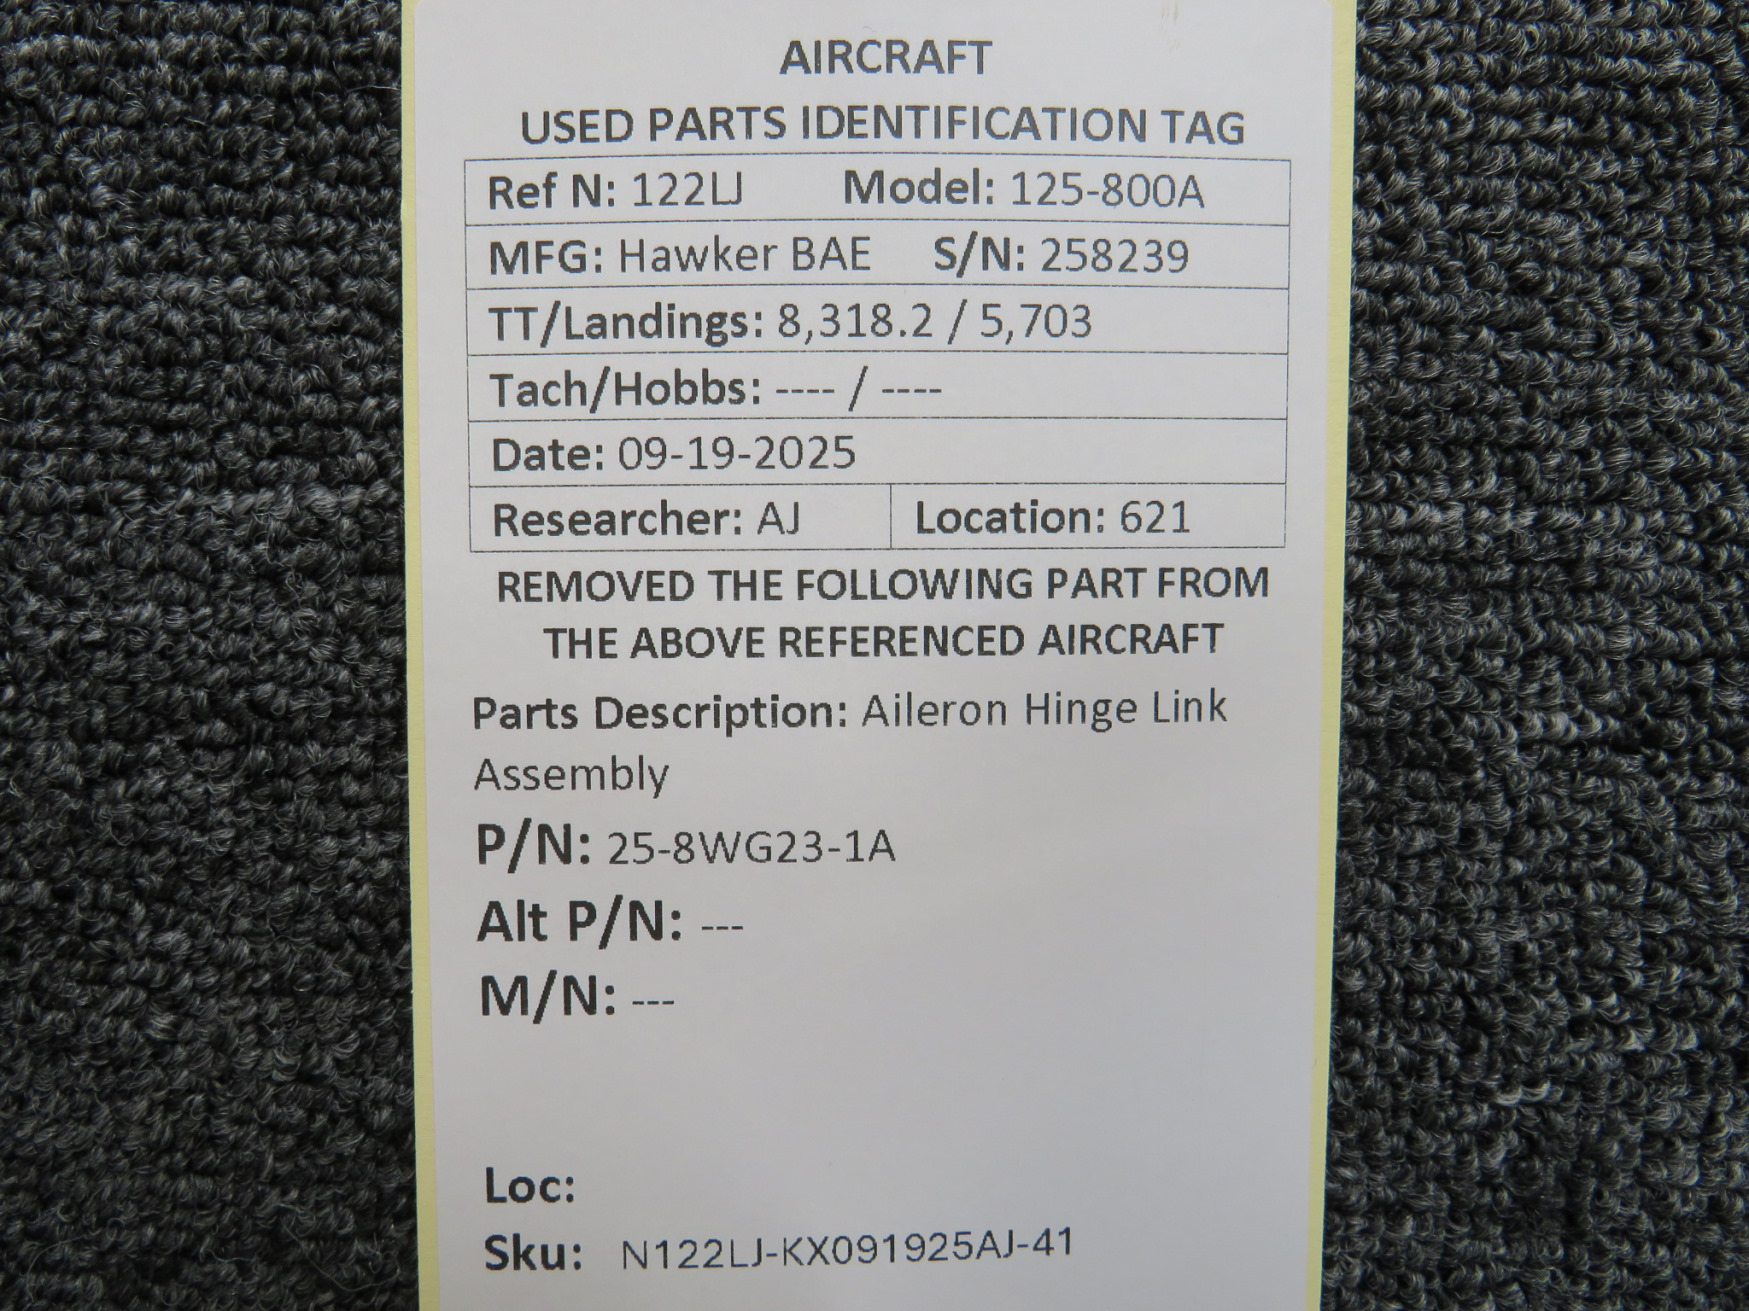 AIRCRAFT
USED PARTS IDENTIFICATION TAG
Ref N: 122LJ Model: 125-800A
MFG: Hawker BAE S/N: 258239
TT/Landings: 8,318.2 / 5,703
Tach/Hobbs: ---- / ----
Date: 09-19-2025
Researcher: AJ Location: 621
REMOVED THE FOLLOWING PART FROM
THE ABOVE REFERENCED AIRCRAFT
Parts Description: Aileron Hinge Link
Assembly
P/N: 25-8WG23-1A
Alt P/N: ---
M/N: ---
Loc:
Sku: N122LJ-KX091925AJ-41